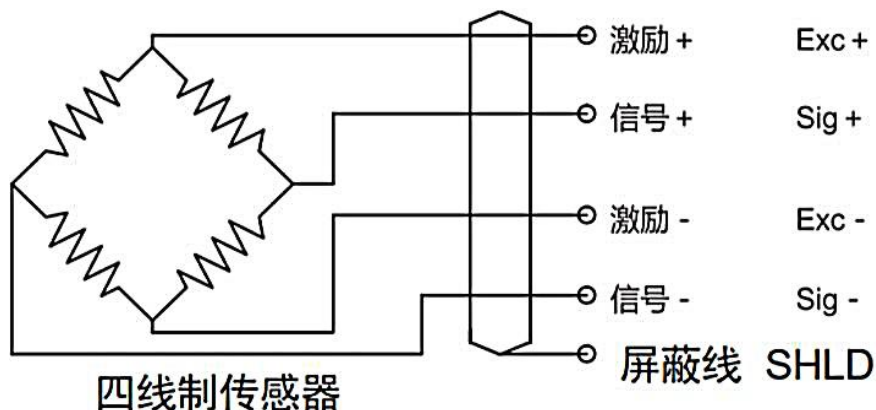 激励 + Exc +
信号 + Sig +
激励 - Exc -
信号 - Sig -
屏蔽线 SHLD
四线制传感器